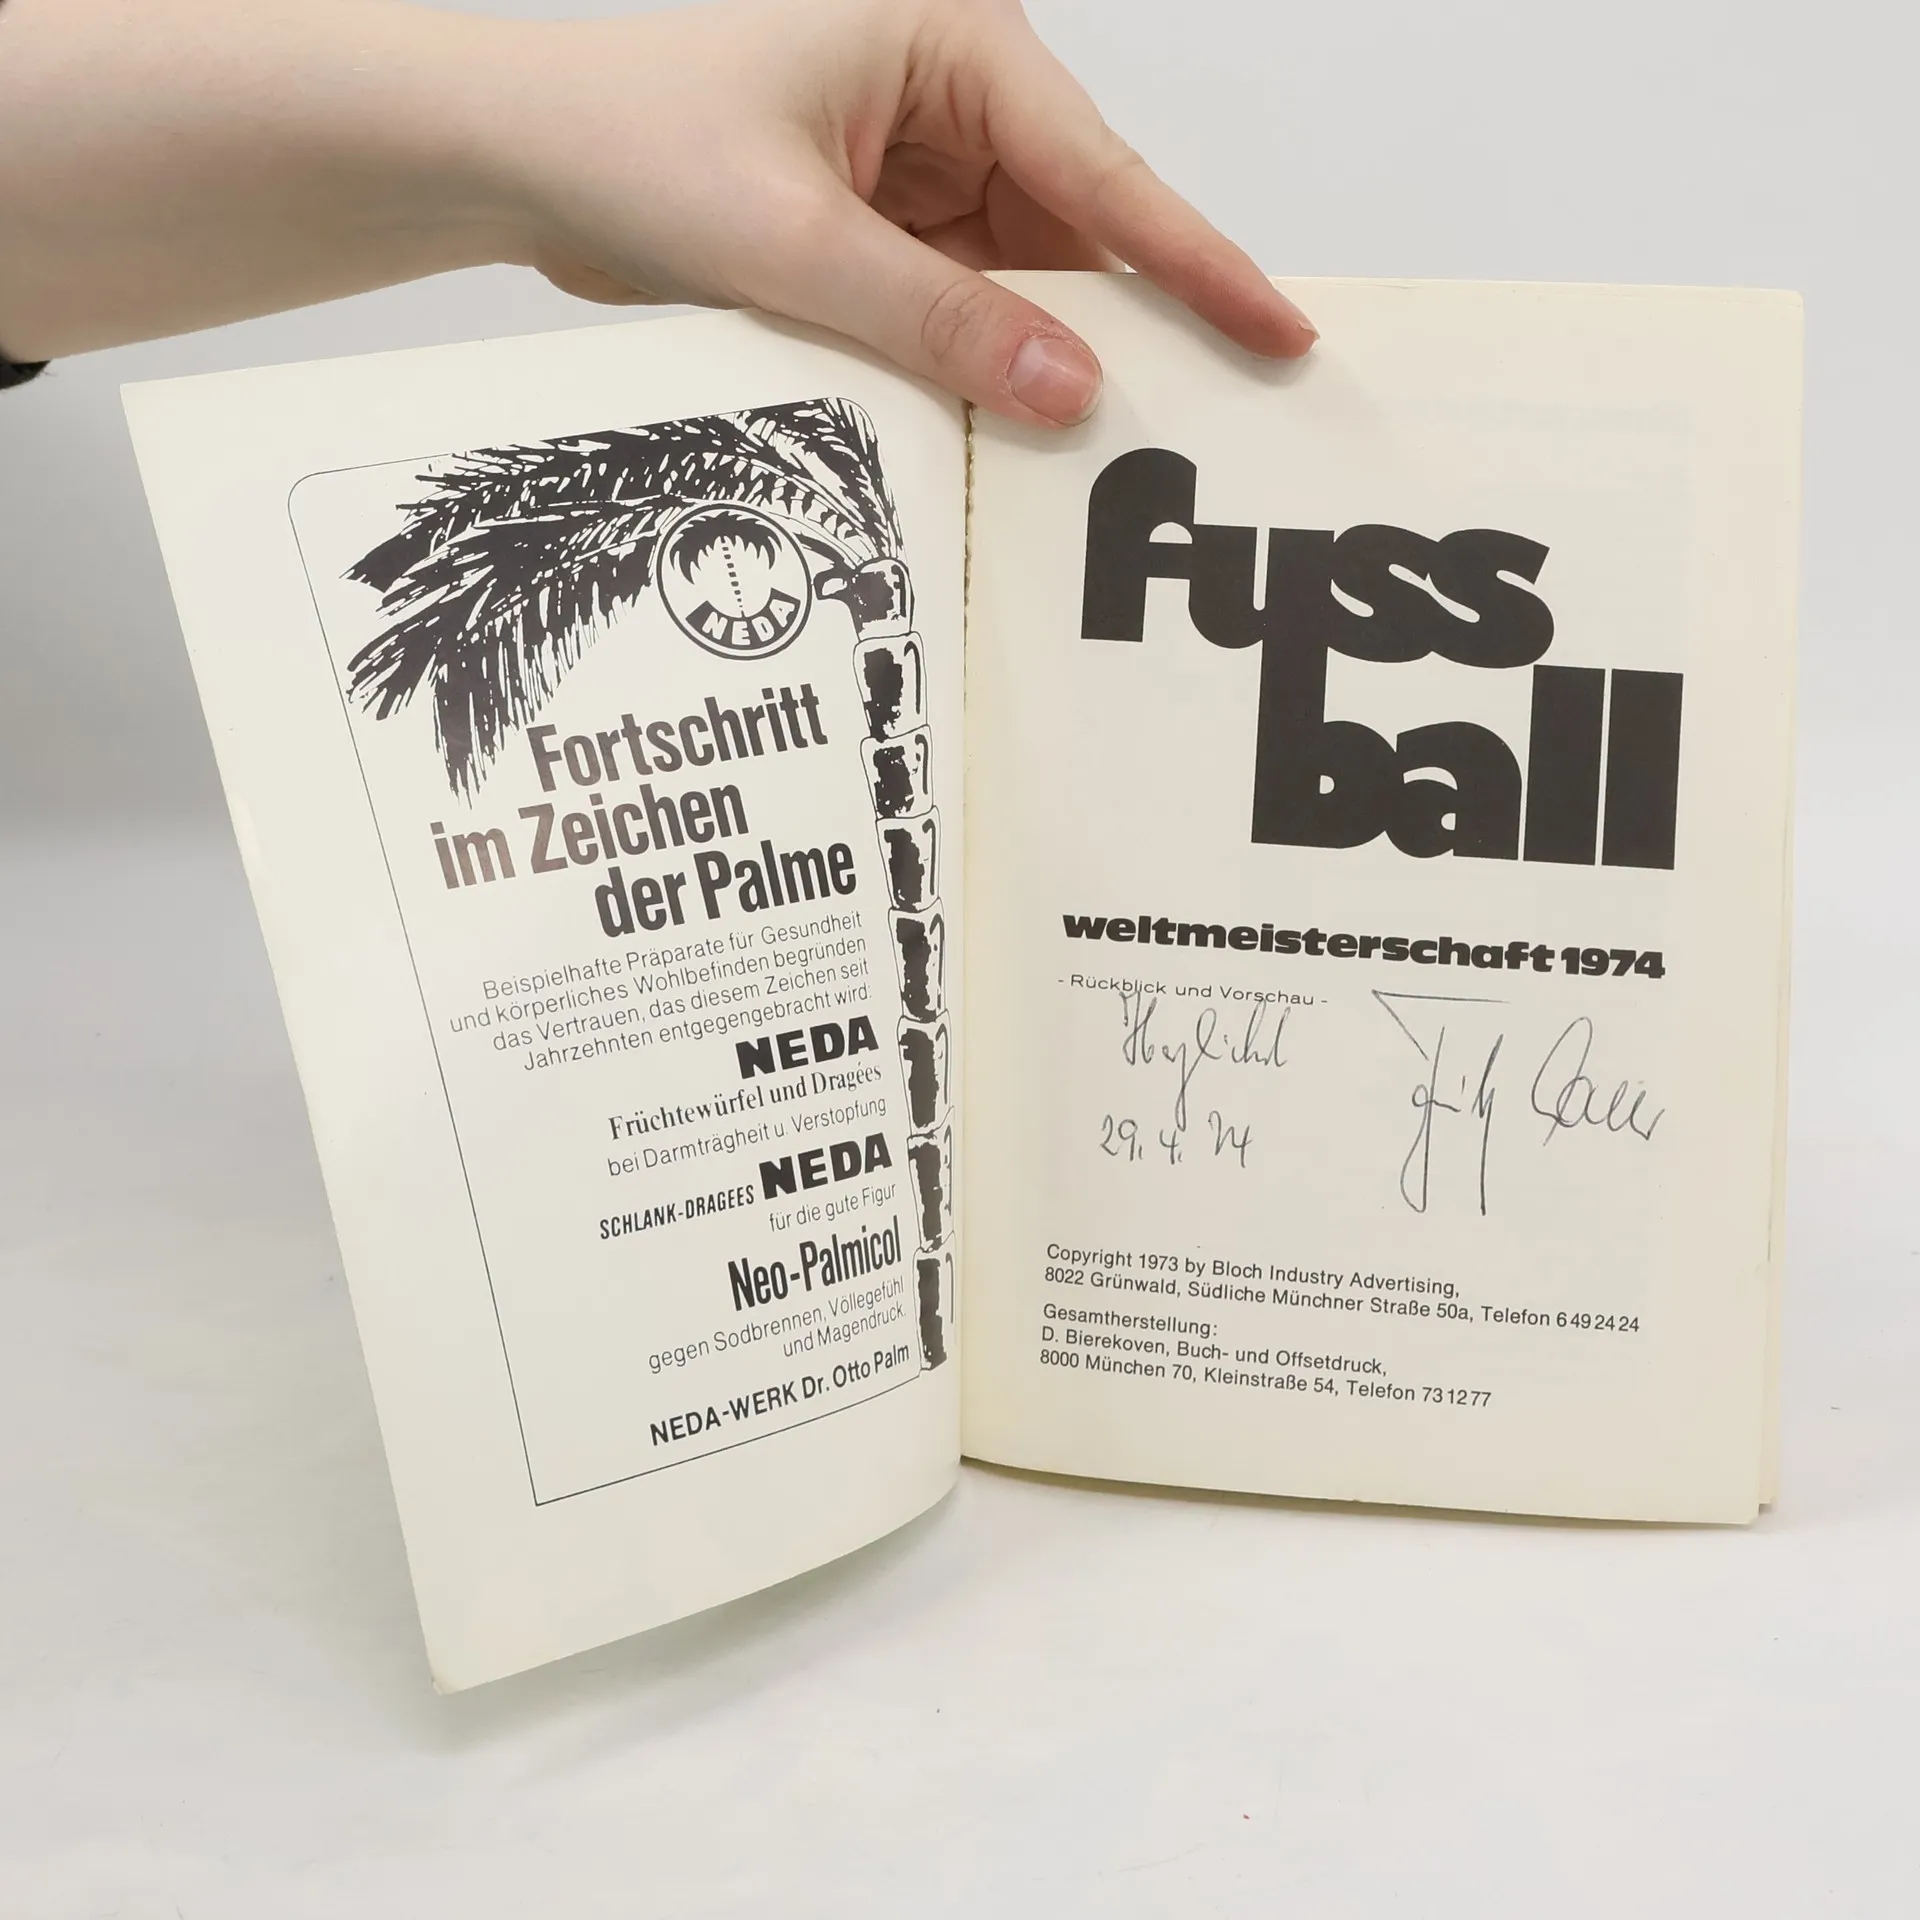 NEDA
Fortschritt
im Zeichen
der Palme
Beispielhafte Präparate für Gesundheit
und körperliches Wohlbefinden begründen
das Vertrauen, das diesem Zeichen seit
Jahrzehnten entgegengebracht wird:
NEDA
Früchtewürfel und Dragées
bei Darmträgheit u. Verstopfung
SCHLANK-DRAGEES NEDA
für die gute Figur
Neo-Palmicol
gegen Sodbrennen, Völlegefühl
und Magendruck.
NEDA-WERK Dr. Otto Palm
fuss
ball
weltmeisterschaft 1974
- Rückblick und Vorschau -
Herzlichst
29. 4. 74
Fritz
Copyright 1973 by Bloch Industry Advertising,
8022 Grünwald, Südliche Münchner Straße 50a, Telefon 6 49 24 24
Gesamtherstellung:
D. Bierekoven, Buch- und Offsetdruck,
8000 München 70, Kleinstraße 54, Telefon 73 12 77